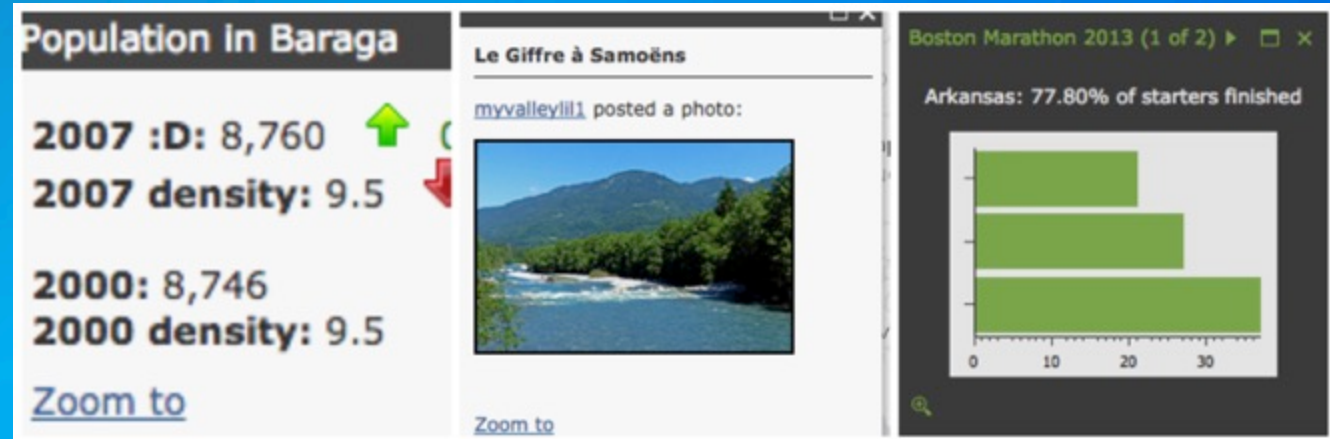 Population in Baraga
2007 :D: 8,760
2007 density: 9.5
2000: 8,746
2000 density: 9.5
Zoom to
Le Giffre à Samoëns
myvalleylil1 posted a photo:
Zoom to
Boston Marathon 2013 (1 of 2)
Arkansas: 77.80% of starters finished
0 10 20 30